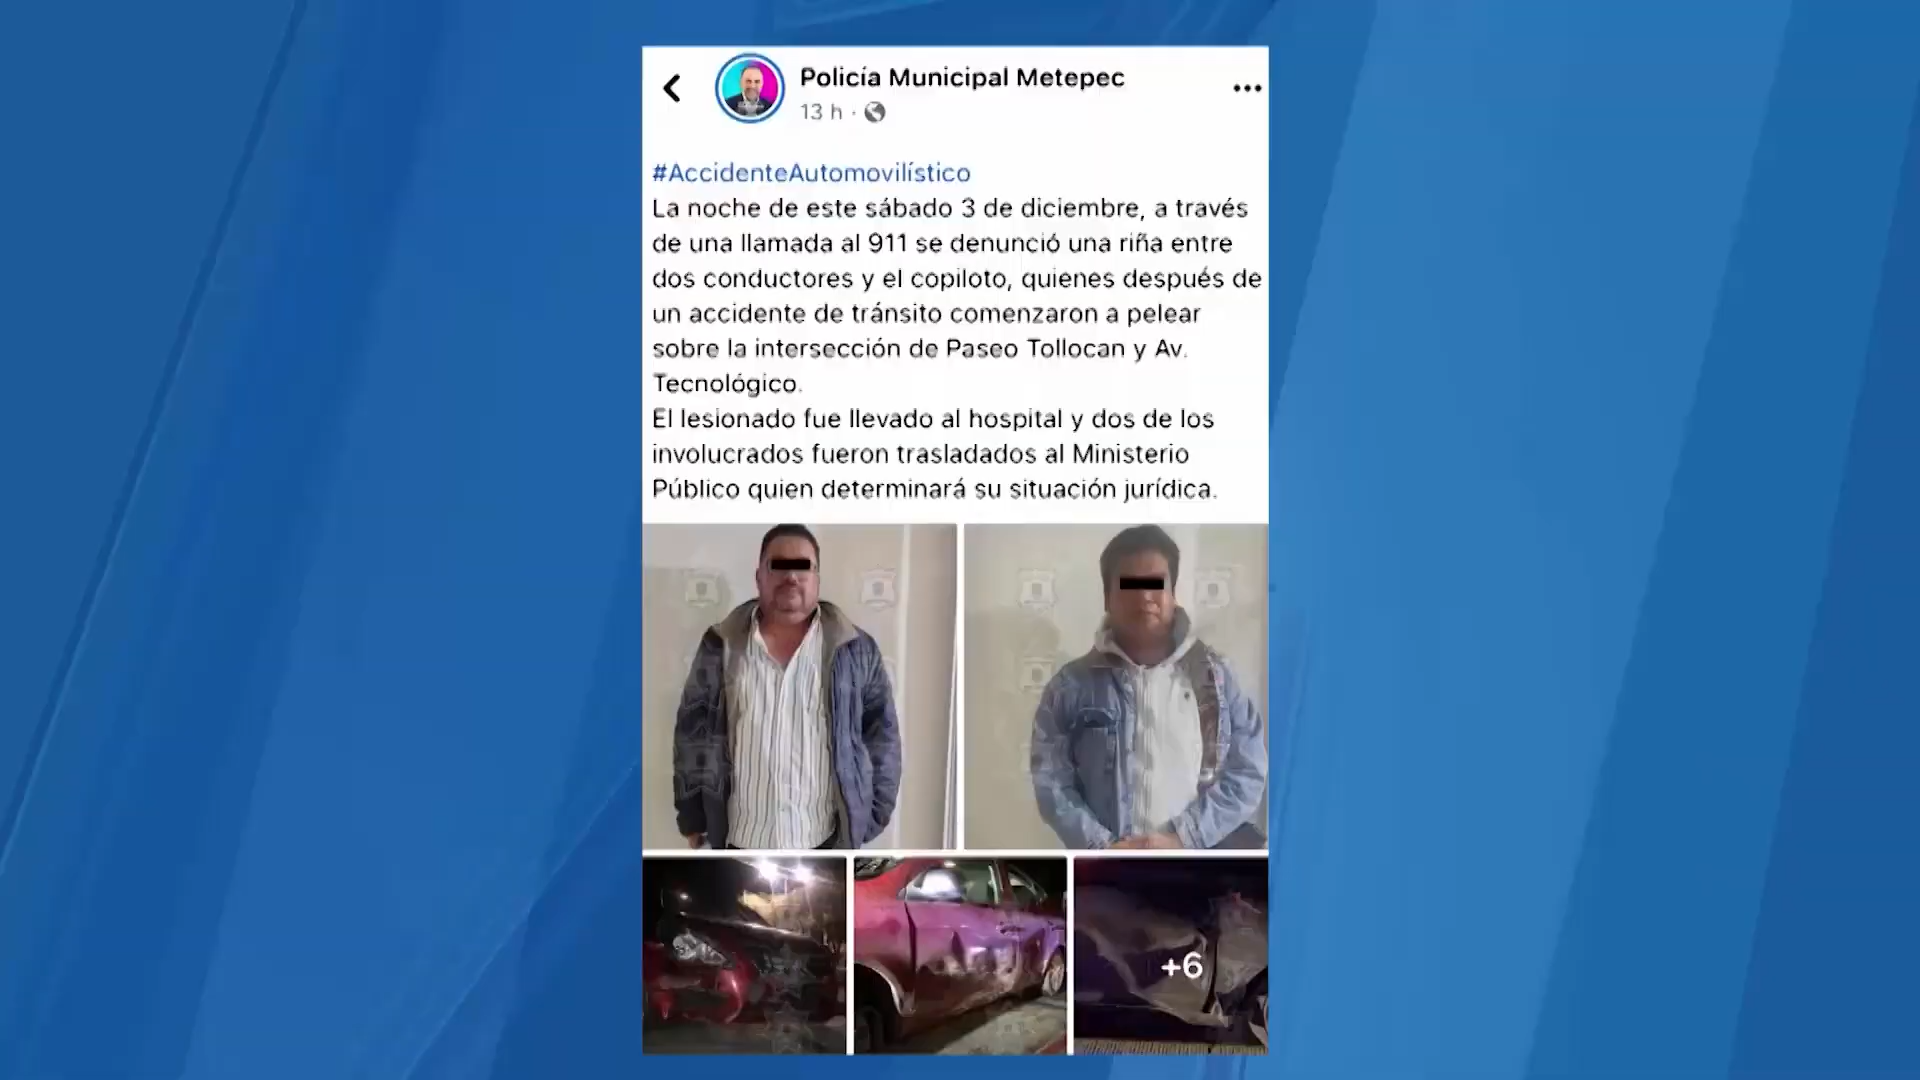 Policía Municipal Metepec
13 h ·
#AccidenteAutomovilístico
La noche de este sábado 3 de diciembre, a través
de una llamada al 911 se denunció una riña entre
dos conductores y el copiloto, quienes después de
un accidente de tránsito comenzaron a pelear
sobre la intersección de Paseo Tollocan y Av.
Tecnológico.
El lesionado fue llevado al hospital y dos de los
involucrados fueron trasladados al Ministerio
Público quien determinará su situación jurídica.
+6